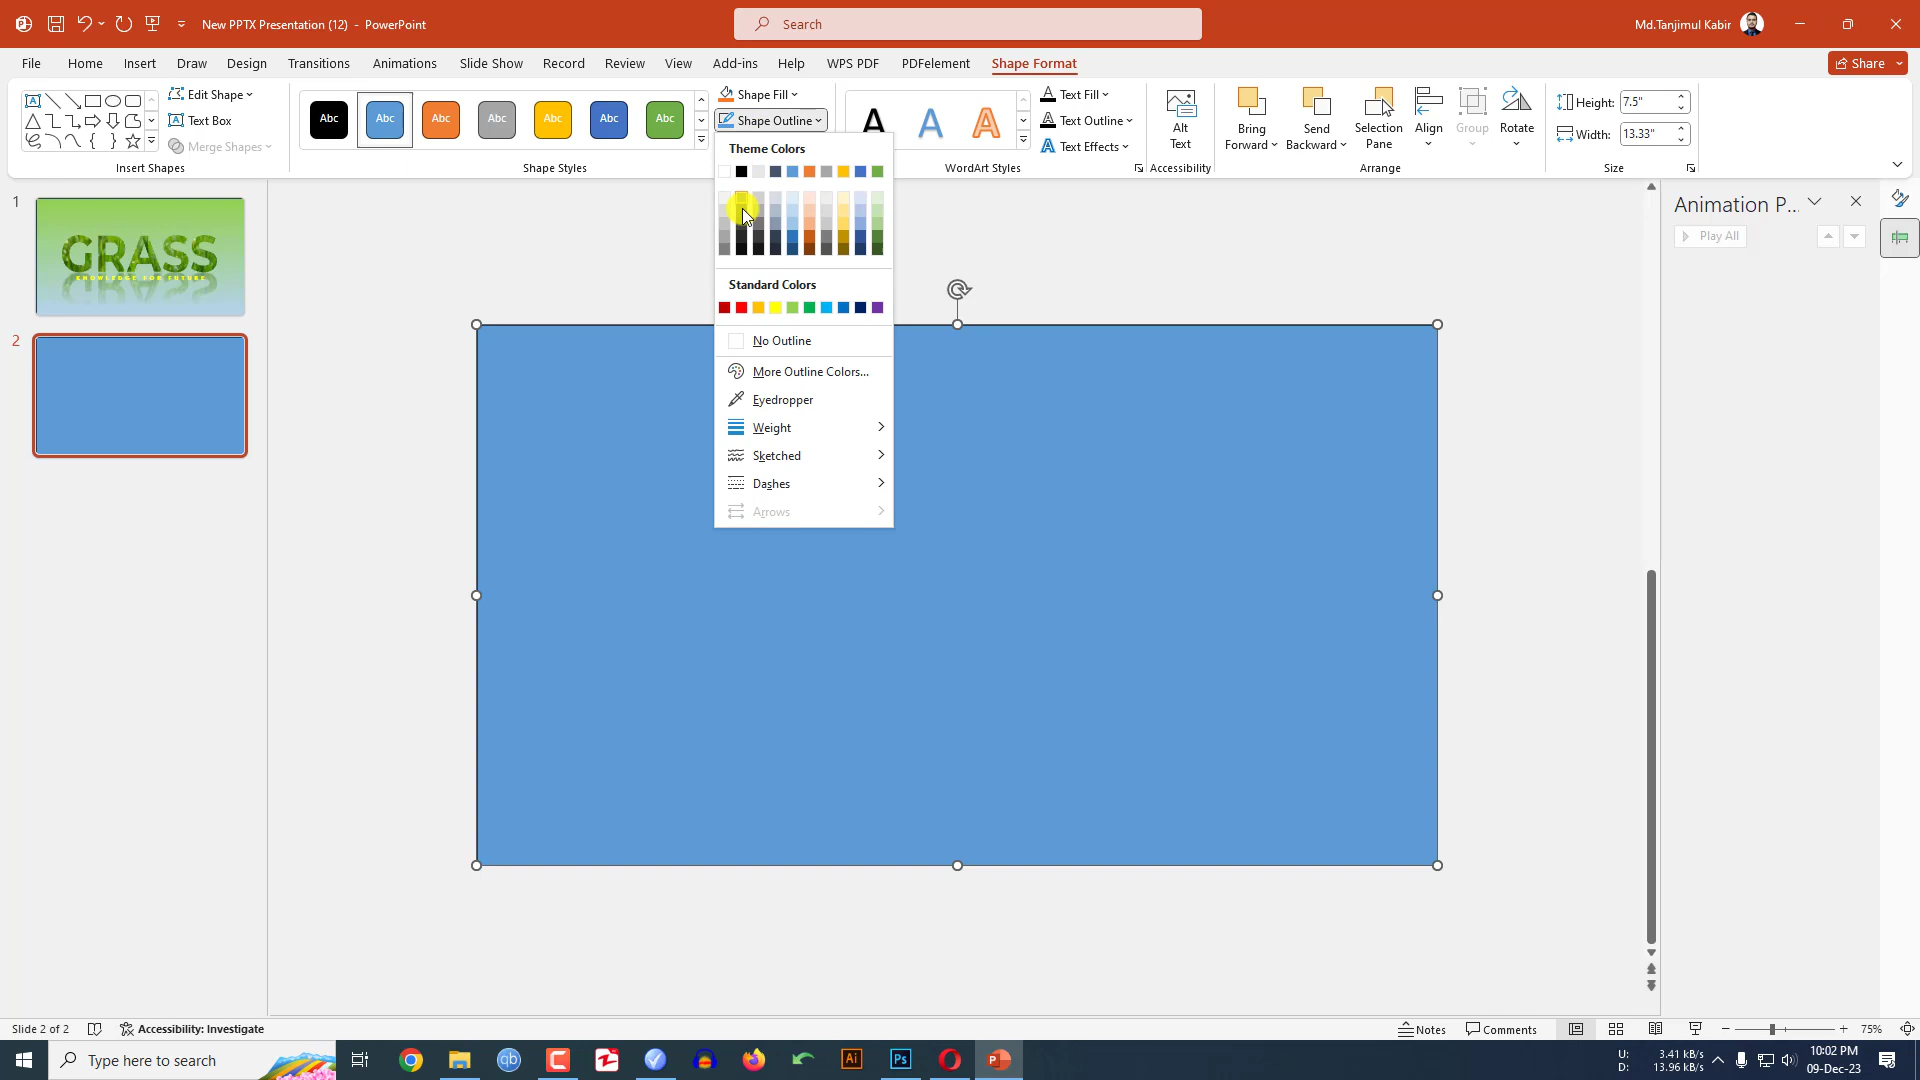 New PPTX Presentation (12) - PowerPoint
Search
Md.Tanjimul Kabir
File Home Insert Draw Design Transitions Animations Slide Show Record Review View Add-ins Help WPS PDF PDFelement Shape Format
Share
Edit Shape
Text Box
Merge Shapes
Insert Shapes
Abc Abc Abc Abc Abc Abc Abc
Shape Styles
Shape Fill
Shape Outline
A A A
WordArt Styles
Text Fill
Text Outline
Text Effects
Alt Text
Accessibility
Bring Forward
Send Backward
Selection Pane
Align
Group
Rotate
Arrange
Height: 7.5"
Width: 13.33"
Size
Theme Colors
Standard Colors
No Outline
More Outline Colors...
Eyedropper
Weight
Sketched
Dashes
Arrows
1
GRASS
KNOWLEDGE FOR FUTURE
2
Animation P...
Play All
Slide 2 of 2
Accessibility: Investigate
Notes
Comments
75%
Type here to search
qb
Ai
Ps
U: 3.41 kB/s
D: 13.96 kB/s
10:02 PM
09-Dec-23